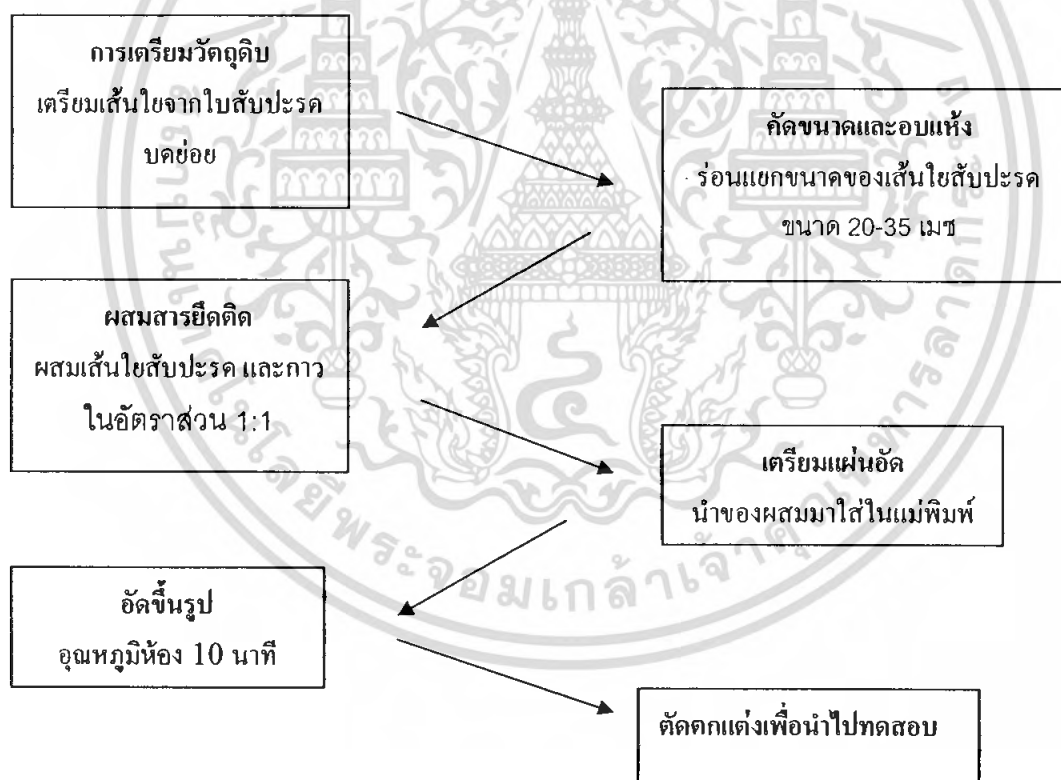 การเตรียมวัตถุดิบ
เตรียมเส้นใยจากใบสับปะรด
บดย่อย
คัดขนาดและอบแห้ง
ร่อนแยกขนาดของเส้นใยสับปะรด
ขนาด 20-35 เมช
ผสมสารยึดติด
ผสมเส้นใยสับปะรด และกาว
ในอัตราส่วน 1:1
เตรียมแผ่นอัด
นำของผสมมาใส่ในแม่พิมพ์
อัดขึ้นรูป
อุณหภูมิห้อง 10 นาที
ตัดตกแต่งเพื่อนำไปทดสอบ